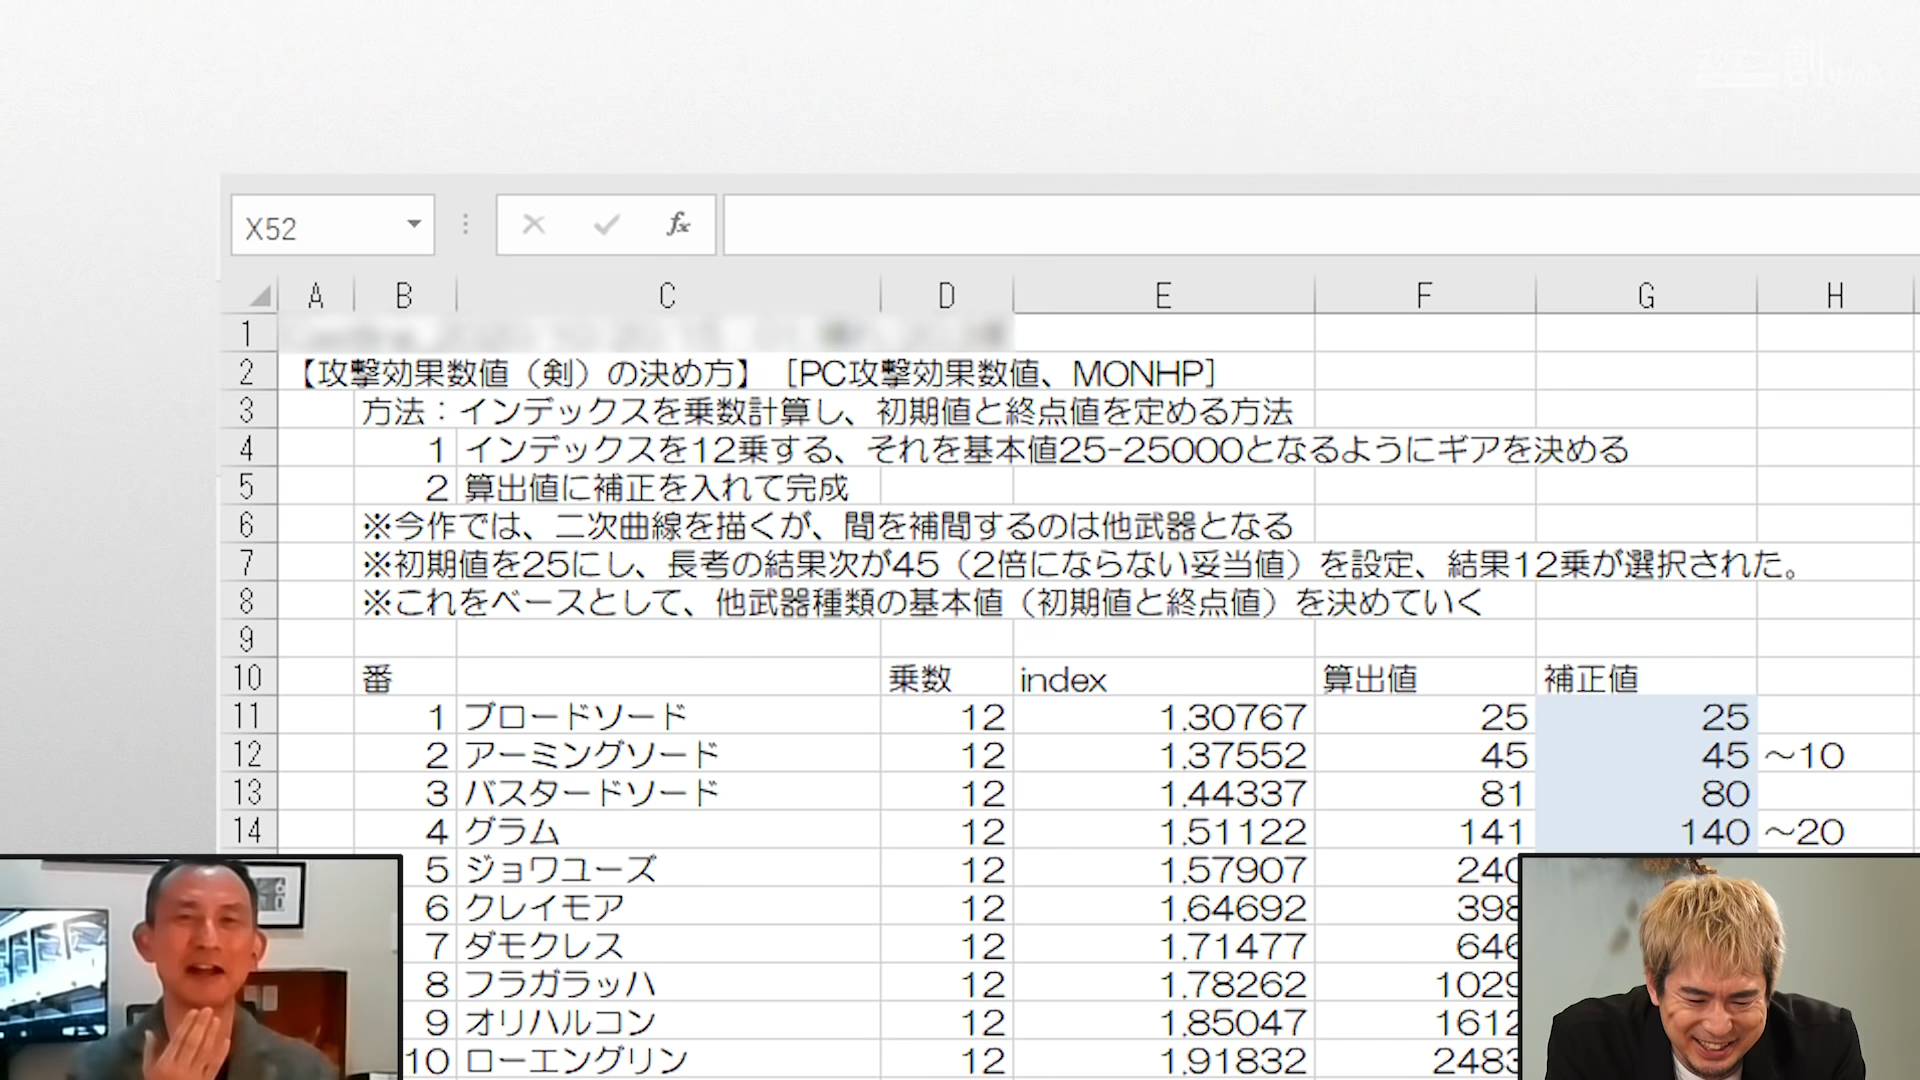 X52
fx
A B C D E F G H
1
2 【攻撃効果数値（剣）の決め方】 ［PC攻撃効果数値、MONHP］
3 方法：インデックスを乗数計算し、初期値と終点値を定める方法
4 1 インデックスを12乗する、それを基本値25-25000となるようにギアを決める
5 2 算出値に補正を入れて完成
6 ※今作では、二次曲線を描くが、間を補間するのは他武器となる
7 ※初期値を25にし、長考の結果次が45（2倍にならない妥当値）を設定、結果12乗が選択された。
8 ※これをベースとして、他武器種類の基本値（初期値と終点値）を決めていく
9
10 番 乗数 index 算出値 補正値
11 1 ブロードソード 12 1.30767 25 25
12 2 アーミングソード 12 1.37552 45 45 ～10
13 3 バスタードソード 12 1.44337 81 80
14 4 グラム 12 1.51122 141 140 ～20
5 ジョワユーズ 12 1.57907 240
6 クレイモア 12 1.64692 398
7 ダモクレス 12 1.71477 646
8 フラガラッハ 12 1.78262 1029
9 オリハルコン 12 1.85047 1612
10 ローエングリン 12 1.91832 2483